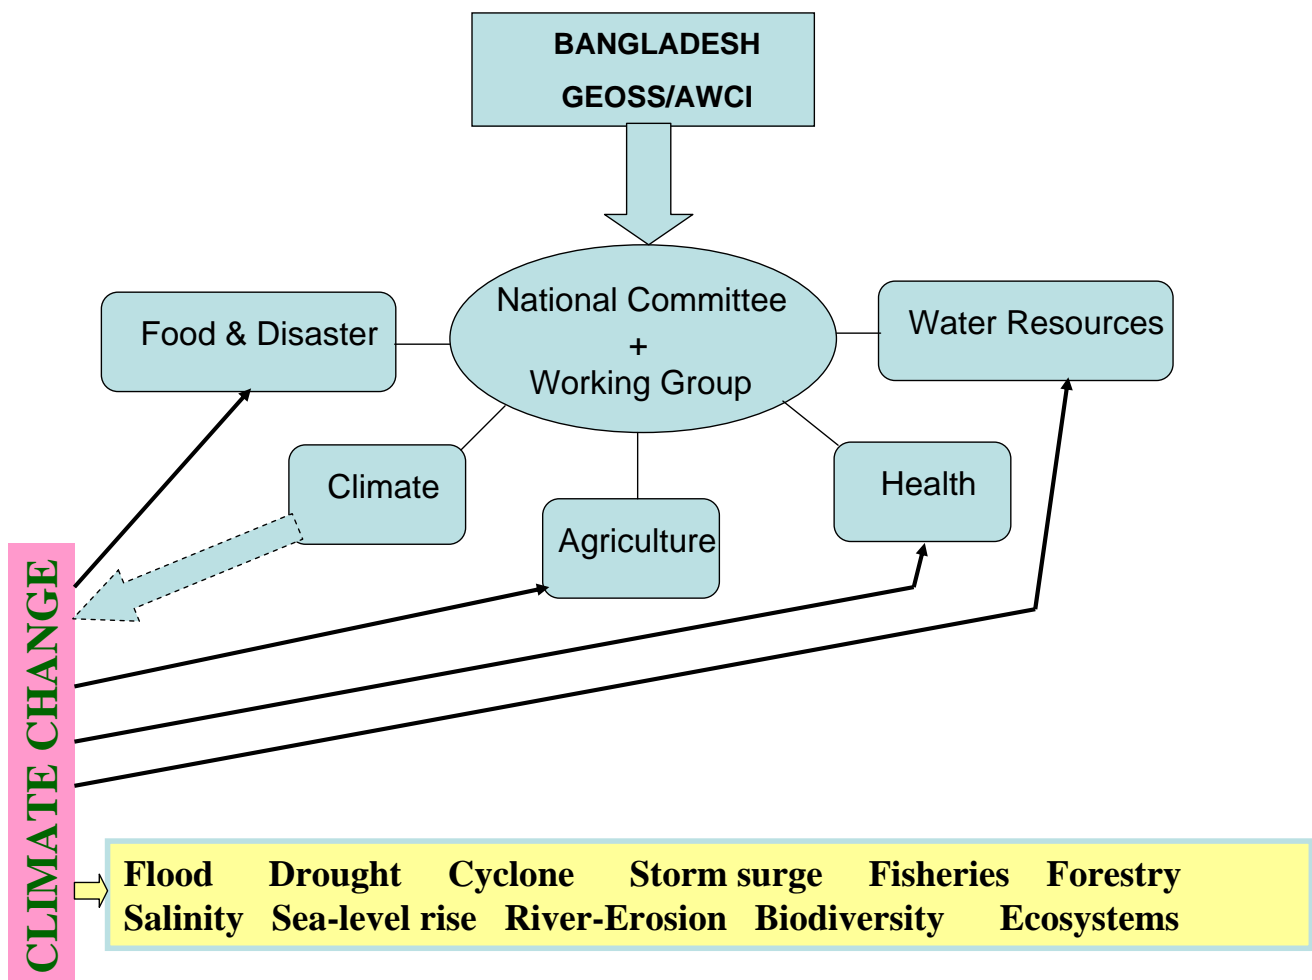 BANGLADESH
GEOSS/AWCI
National Committee
+
Working Group
Food & Disaster
Water Resources
Climate
Agriculture
Health
CLIMATE CHANGE
Flood Drought Cyclone Storm surge Fisheries Forestry
Salinity Sea-level rise River-Erosion Biodiversity Ecosystems